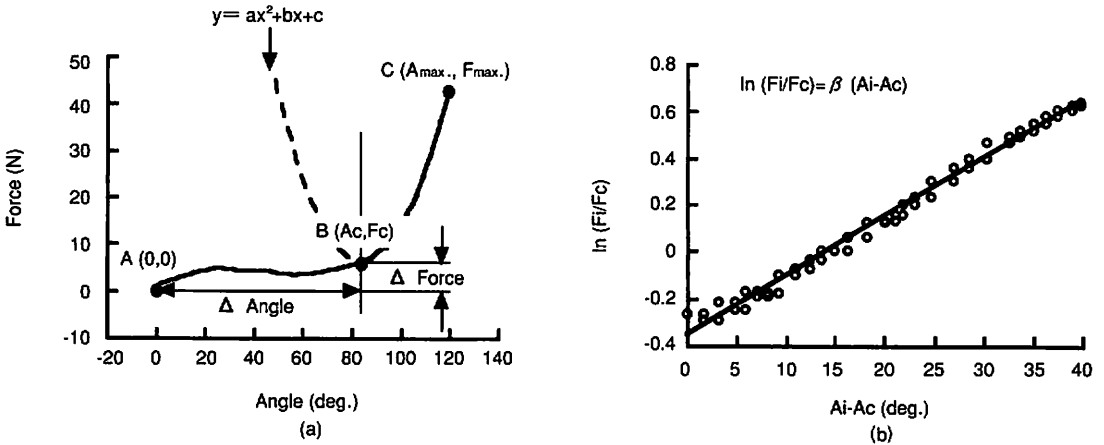 y= ax²+bx+c
C (Amax., Fmax.)
B (Ac,Fc)
A (0,0)
Δ Force
Δ Angle
Force (N)
50
40
30
20
10
0
-10
-20 0 20 40 60 80 100 120 140
Angle (deg.)
(a)
ln (Fi/Fc)=β (Ai-Ac)
ln (Fi/Fc)
0.8
0.6
0.4
0.2
0
-0.2
-0.4
0 5 10 15 20 25 30 35 40
Ai-Ac (deg.)
(b)